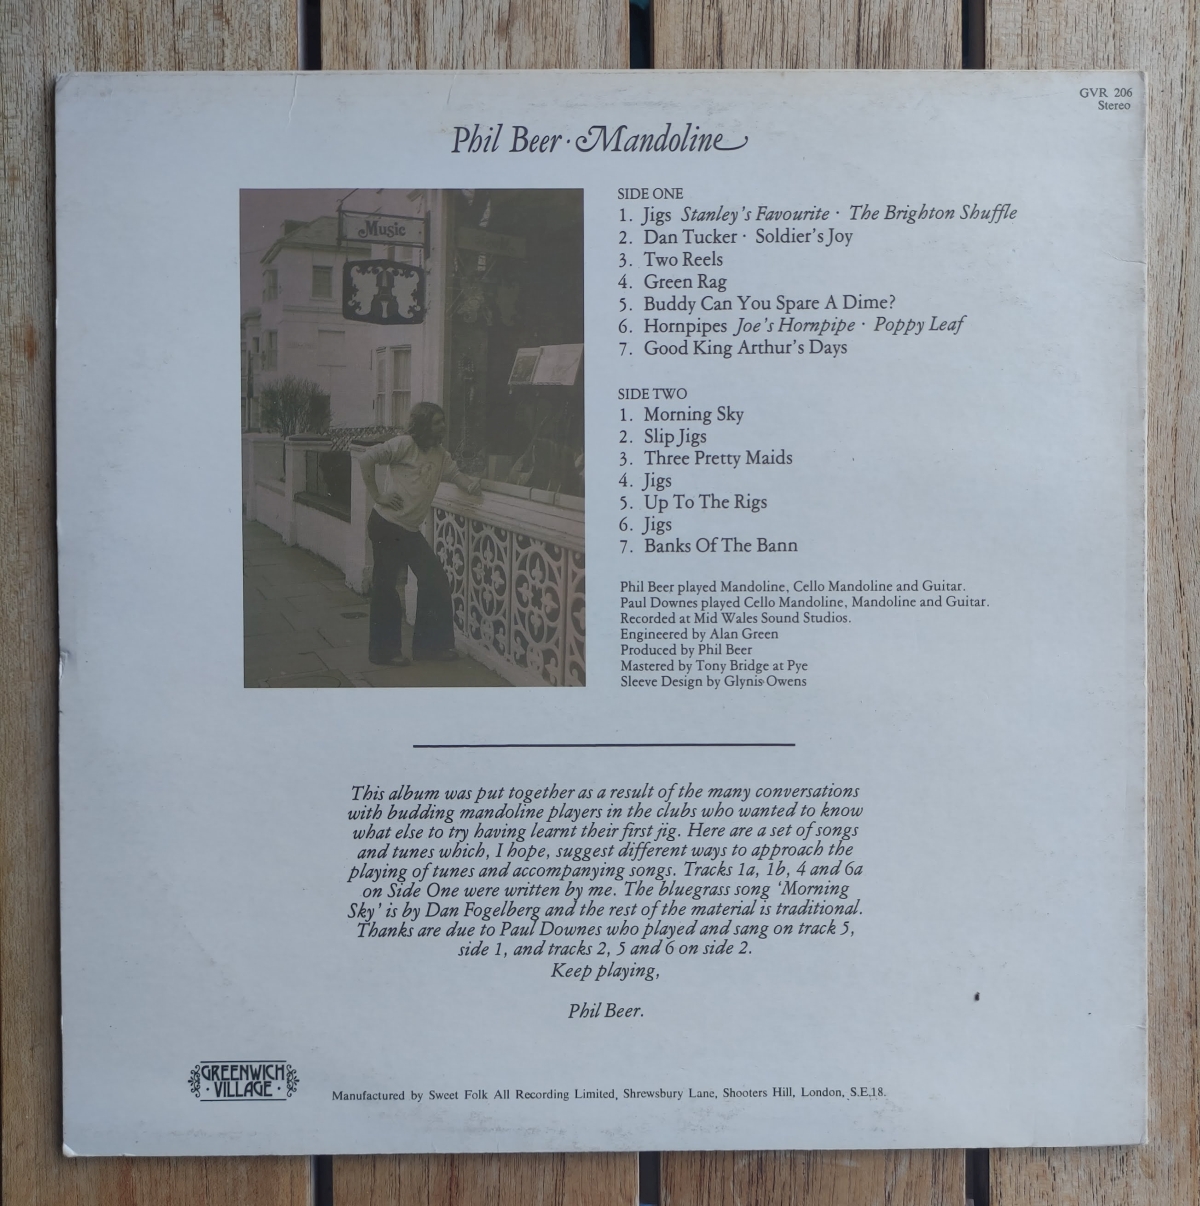 GVR 206
Stereo
Phil Beer · Mandoline
Music
SIDE ONE
1. Jigs Stanley's Favourite · The Brighton Shuffle
2. Dan Tucker · Soldier's Joy
3. Two Reels
4. Green Rag
5. Buddy Can You Spare A Dime?
6. Hornpipes Joe's Hornpipe · Poppy Leaf
7. Good King Arthur's Days
SIDE TWO
1. Morning Sky
2. Slip Jigs
3. Three Pretty Maids
4. Jigs
5. Up To The Rigs
6. Jigs
7. Banks Of The Bann
Phil Beer played Mandoline, Cello Mandoline and Guitar.
Paul Downes played Cello Mandoline, Mandoline and Guitar.
Recorded at Mid Wales Sound Studios.
Engineered by Alan Green
Produced by Phil Beer
Mastered by Tony Bridge at Pye
Sleeve Design by Glynis Owens
This album was put together as a result of the many conversations
with budding mandoline players in the clubs who wanted to know
what else to try having learnt their first jig. Here are a set of songs
and tunes which, I hope, suggest different ways to approach the
playing of tunes and accompanying songs. Tracks 1a, 1b, 4 and 6a
on Side One were written by me. The bluegrass song 'Morning
Sky' is by Dan Fogelberg and the rest of the material is traditional.
Thanks are due to Paul Downes who played and sang on track 5,
side 1, and tracks 2, 5 and 6 on side 2.
Keep playing,
Phil Beer.
GREENWICH
· VILLAGE ·
Manufactured by Sweet Folk All Recording Limited, Shrewsbury Lane, Shooters Hill, London, S.E.18.